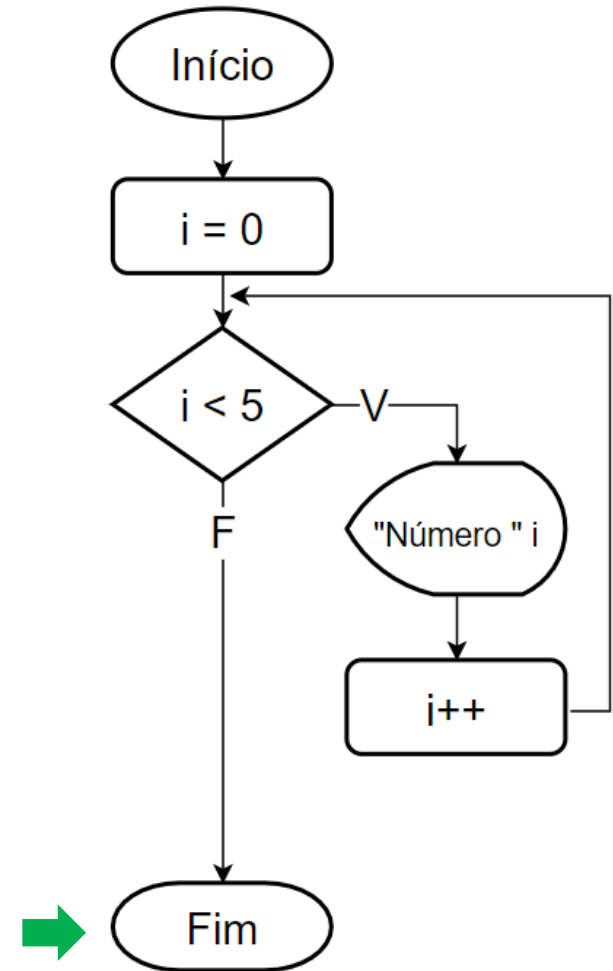 Início
i = 0
i < 5
V
F
"Número " i
i++
Fim